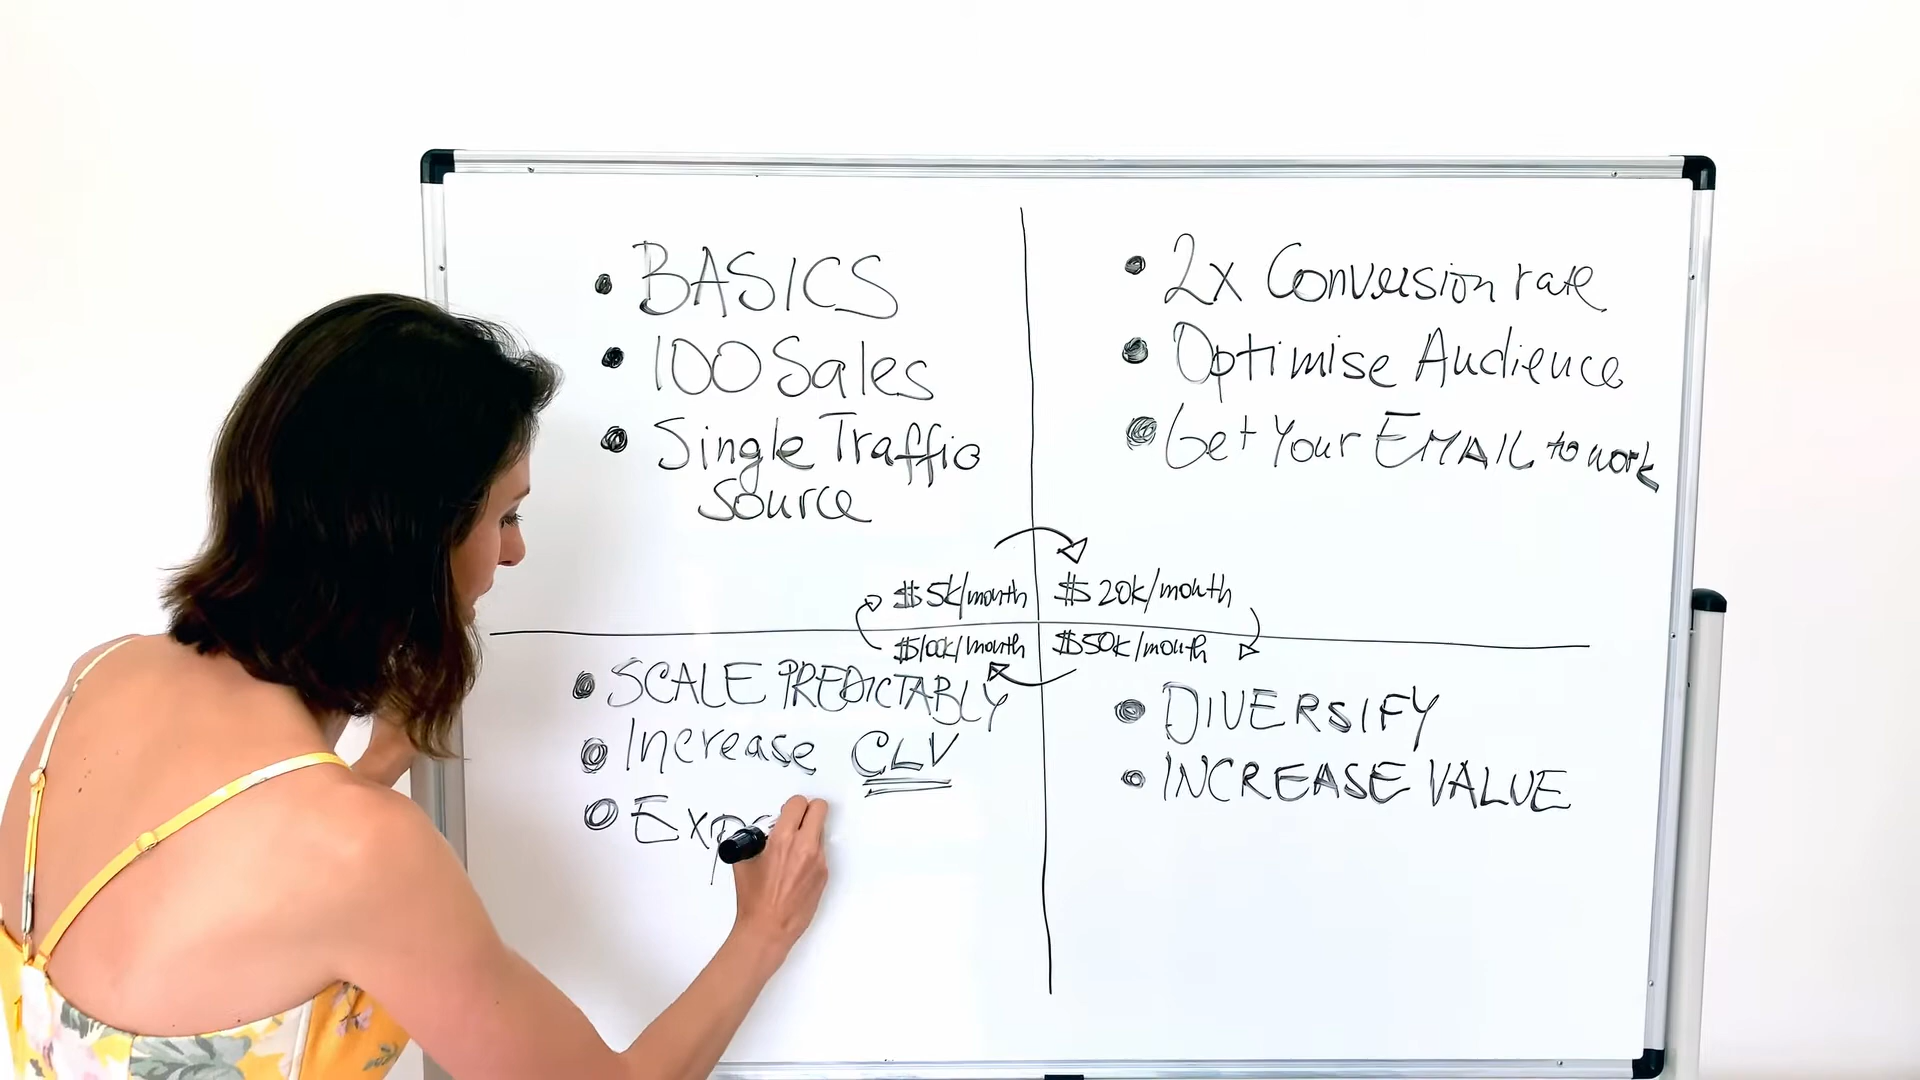 BASICS
100 Sales
Single Traffic
source
$5k/month
2x Conversion rate
Optimise Audience
Get Your EMAIL to work
$20k/month
$100k/month
SCALE PREDICTABLY
Increase CLV
$50k/month
DIVERSIFY
INCREASE VALUE